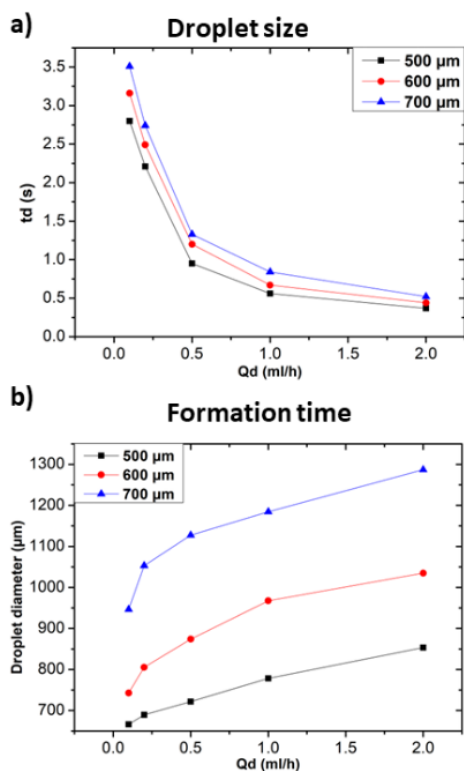 a)
Droplet size
500 µm
600 µm
700 µm
3.5
3.0
2.5
2.0
1.5
1.0
0.5
0.0
td (s)
0.0 0.5 1.0 1.5 2.0
Qd (ml/h)
b)
Formation time
500 µm
600 µm
700 µm
1300
1200
1100
1000
900
800
700
Droplet diameter (µm)
0.0 0.5 1.0 1.5 2.0
Qd (ml/h)